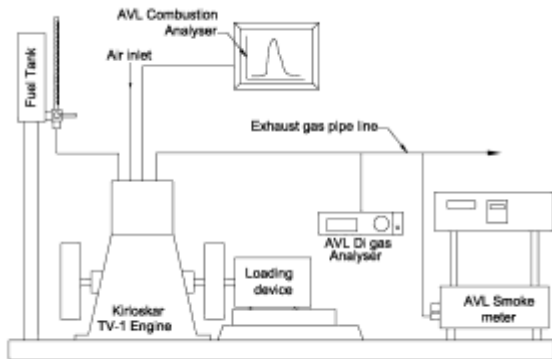 AVL Combustion
Analyser
Air inlet
Fuel Tank
Exhaust gas pipe line
AVL Di gas
Analyser
Loading
device
Kirloskar
TV-1 Engine
AVL Smoke
meter